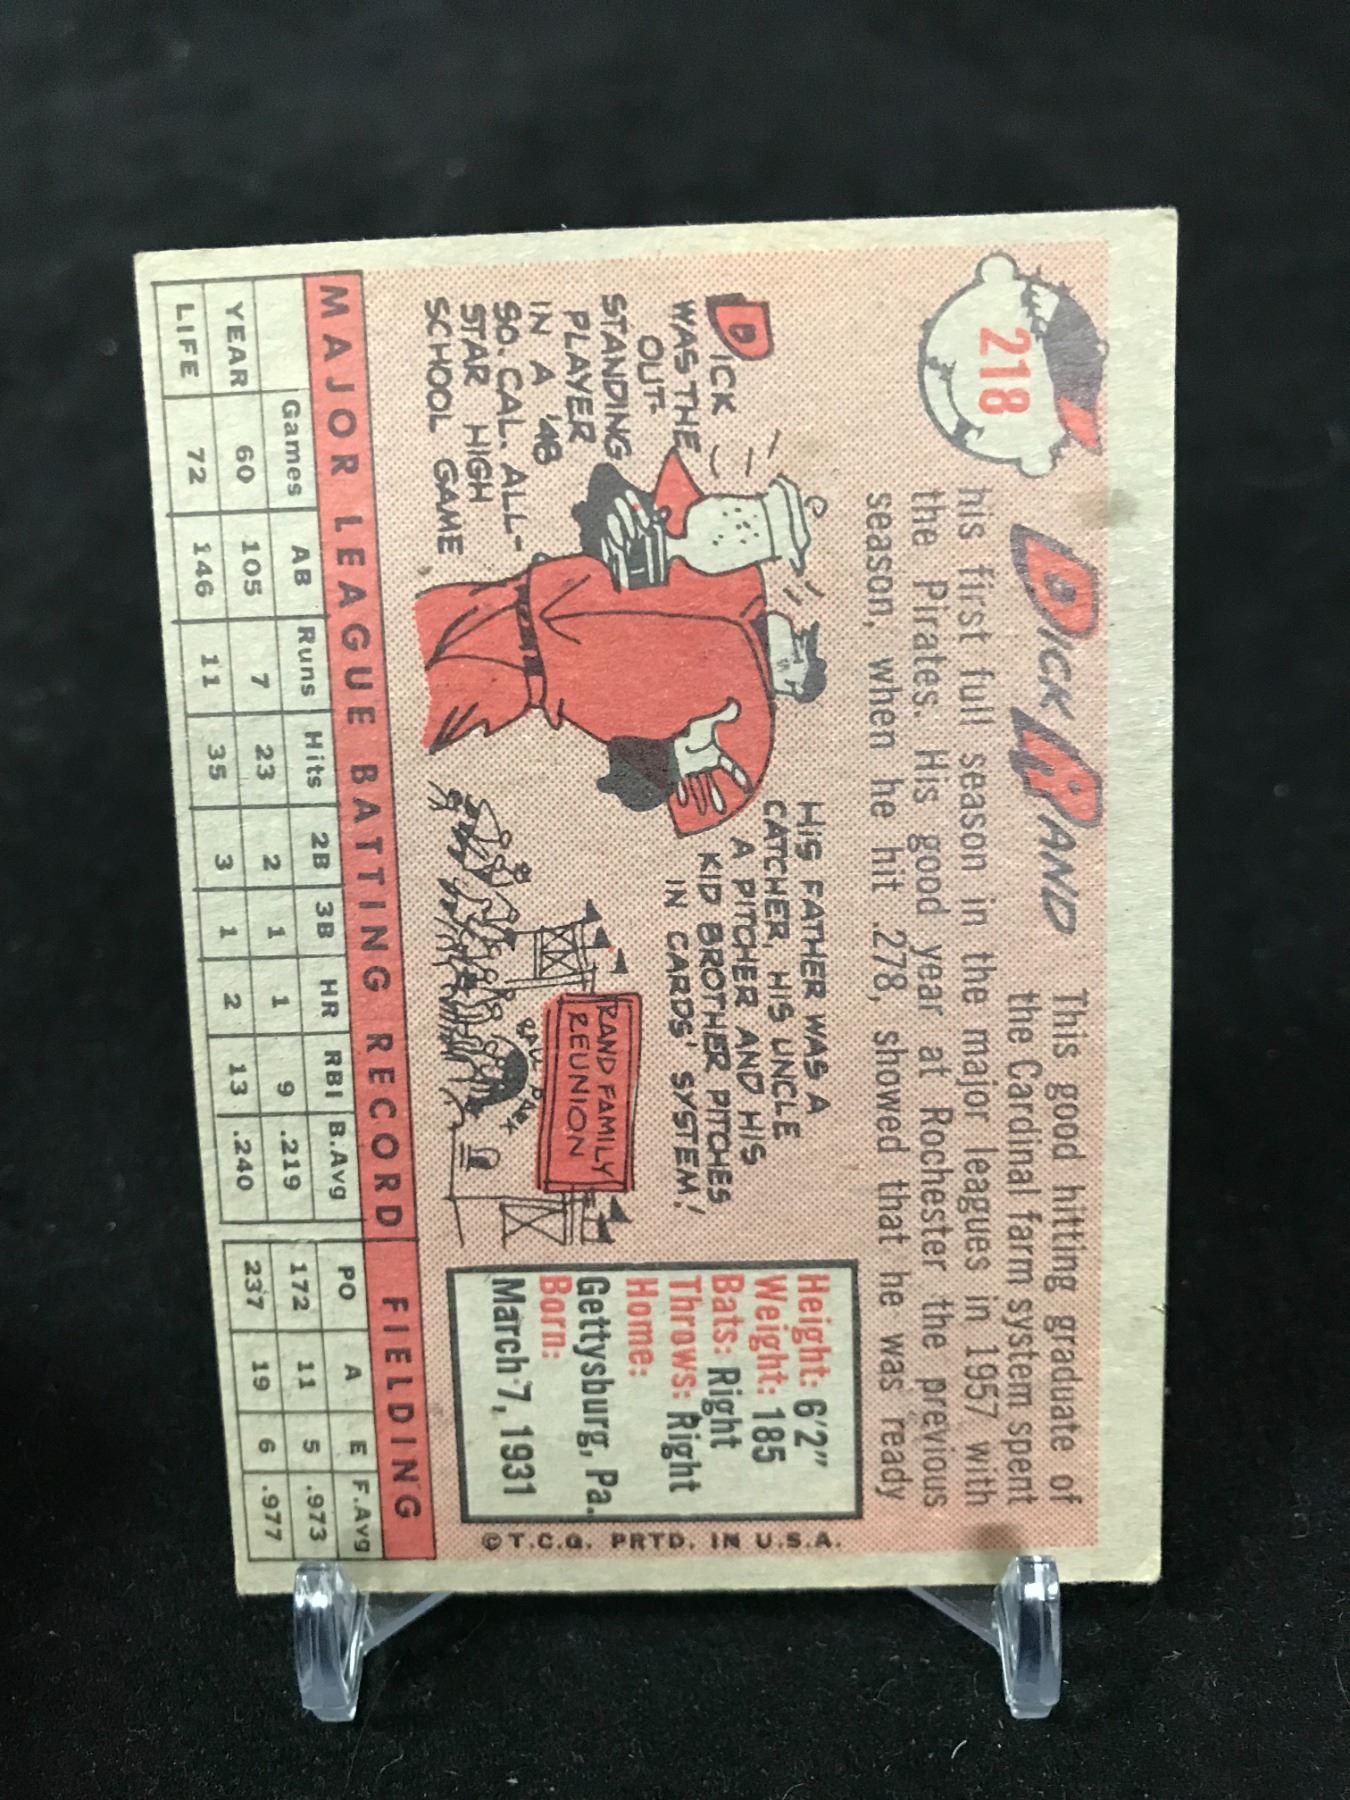 218
DICK RAND
This good hitting graduate of
the Cardinal farm system spent
his first full season in the major leagues in 1957 with
the Pirates. His good year at Rochester the previous
season, when he hit .278, showed that he was ready
DICK
WAS THE
OUT-
STANDING
PLAYER
IN A '48
SO. CAL. ALL-
STAR HIGH
SCHOOL GAME
HIS FATHER WAS A
CATCHER, HIS UNCLE
A PITCHER AND HIS
KID BROTHER PITCHES
IN CARDS' SYSTEM!
RAND FAMILY
REUNION
BALL PARK
Height: 6'2"
Weight: 185
Bats: Right
Throws: Right
Home:
Gettysburg, Pa.
Born:
March 7, 1931
© T.C.G. PRTD. IN U.S.A.
MAJOR LEAGUE BATTING RECORD FIELDING
Games AB Runs Hits 2B 3B HR RBI B.Avg PO A E F.Avg
YEAR 60 105 7 23 2 1 1 9 .219 172 11 5 .973
LIFE 72 146 11 35 3 1 2 13 .240 237 19 6 .977